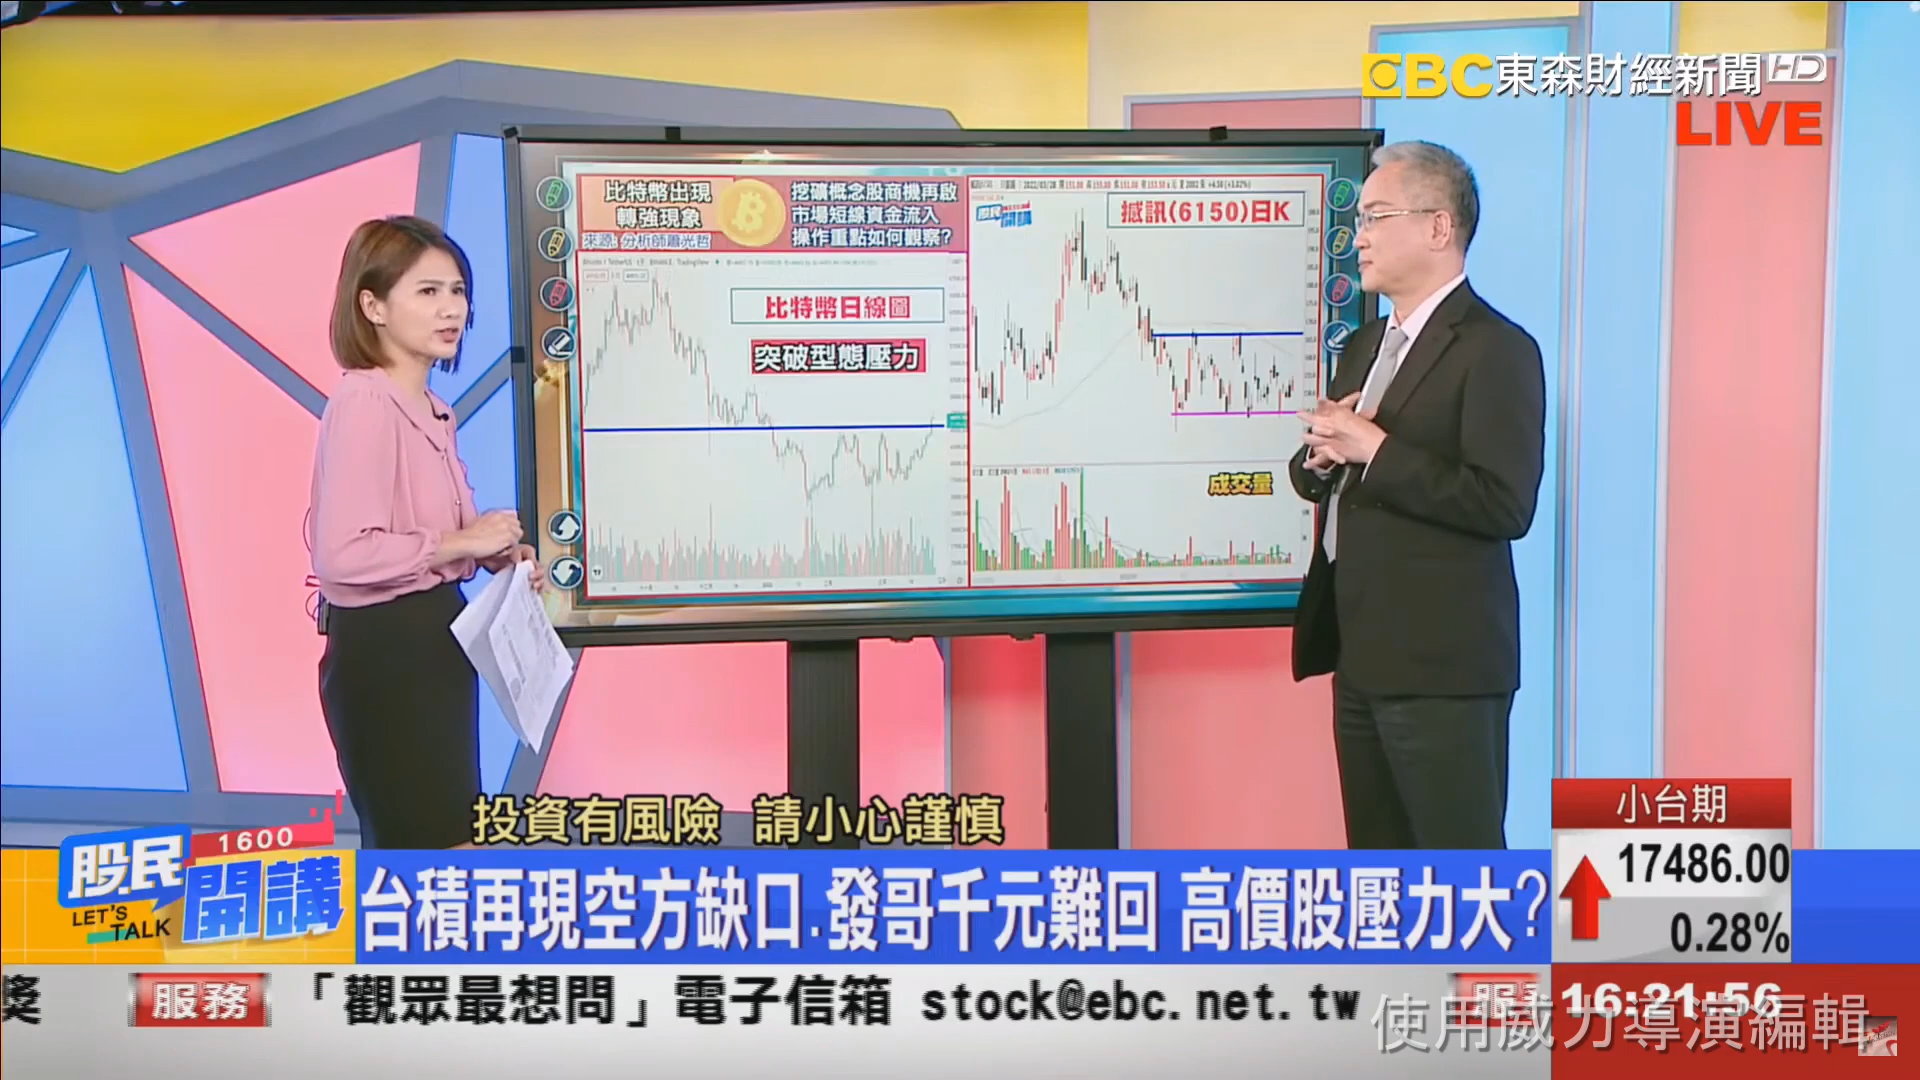 EBC東森財經新聞HD
LIVE
比特幣出現
轉強現象
來源: 分析師蕭光哲
挖礦概念股商機再啟
市場短線資金流入
操作重點如何觀察?
比特幣日線圖
突破型態壓力
股民
開講
撼訊(6150)日K
成交量
投資有風險 請小心謹慎
股民
1600
開講
LET'S
TALK
台積再現空方缺口.發哥千元難回 高價股壓力大?
小台期
17486.00
0.28%
獎
服務
「觀眾最想問」電子信箱 stock@ebc.net.tw
16:21:56
使用威力導演編輯